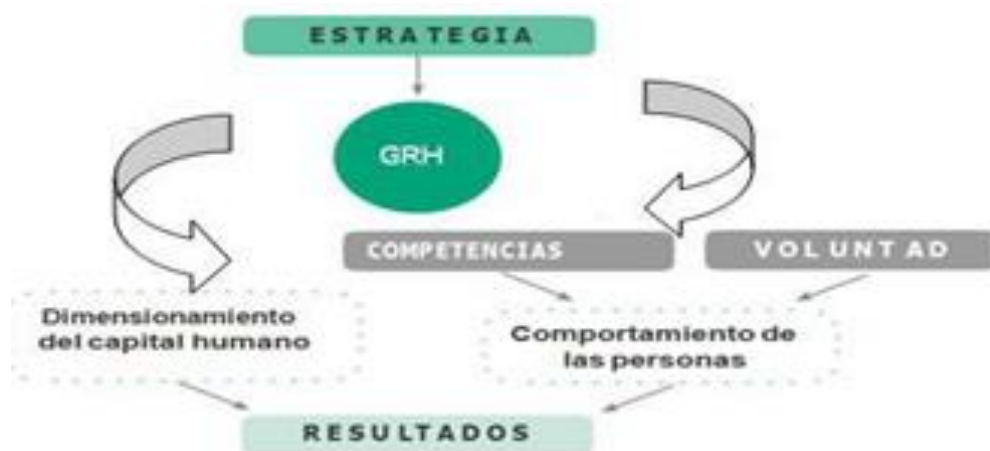 ESTRATEGIA
GRH
COMPETENCIAS
VOLUNTAD
Dimensionamiento
del capital humano
Comportamiento de
las personas
RESULTADOS